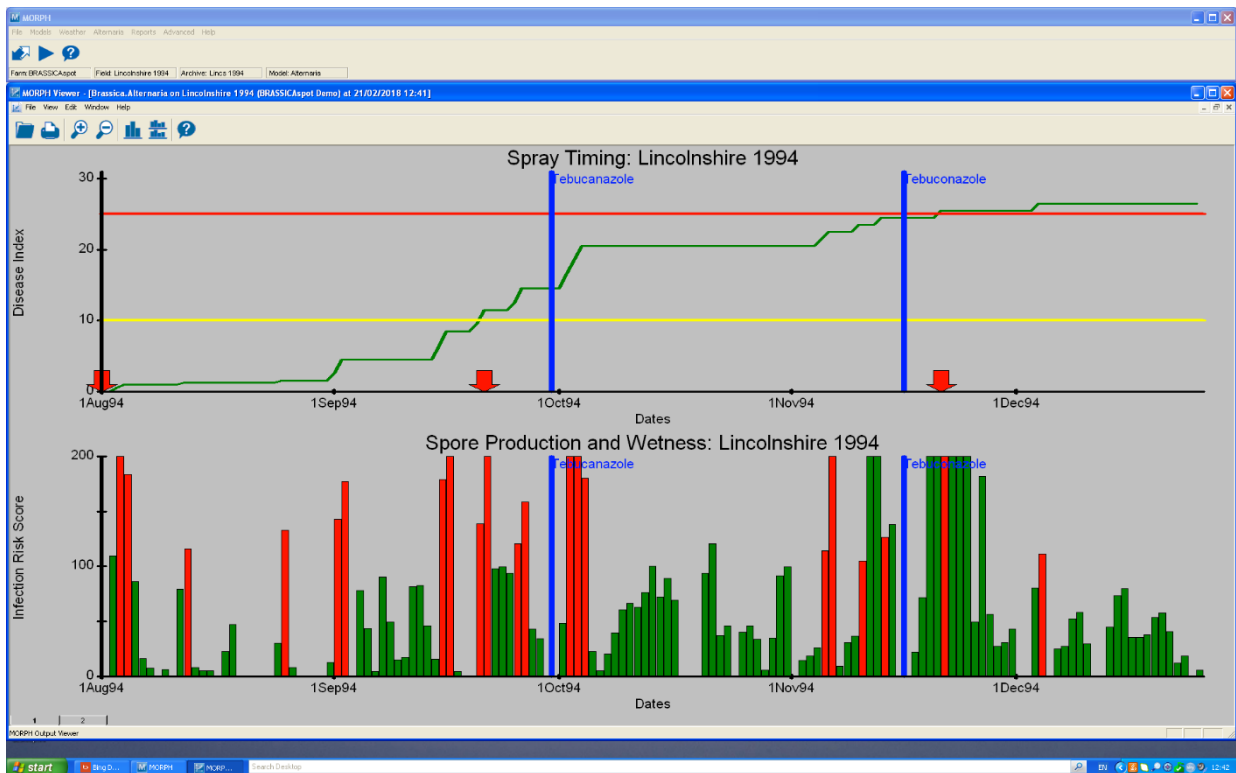 MORPH
File Models Weather Alternaria Reports Advanced Help
Farm: BRASSICAspot Field: Lincolnshire 1994 Archive: Lincs 1994 Model: Alternaria
MORPH Viewer - [Brassica.Alternaria on Lincolnshire 1994 (BRASSICAspot Demo) at 21/02/2018 12:41]
File View Edit Window Help
Spray Timing: Lincolnshire 1994
Tebucanazole Tebuconazole
30
20
10
0
Disease Index
1Aug94 1Sep94 1Oct94 1Nov94 1Dec94
Dates
Spore Production and Wetness: Lincolnshire 1994
Tebucanazole Tebuconazole
200
100
0
Infection Risk Score
1Aug94 1Sep94 1Oct94 1Nov94 1Dec94
Dates
1 2
MORPH Output Viewer
start Bing D... MORPH MORP... Search Desktop EN 12:42